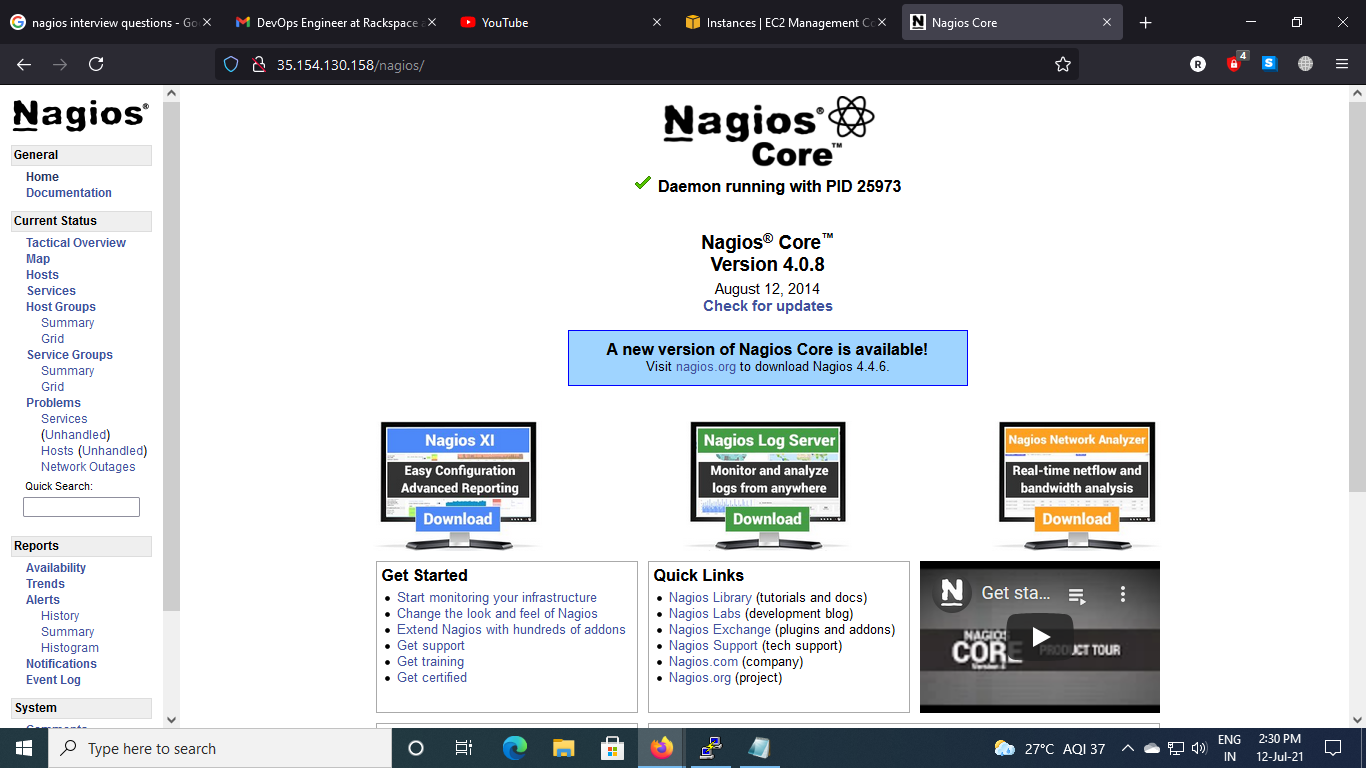 nagios interview questions - Go
DevOps Engineer at Rackspace
YouTube
Instances | EC2 Management Co
Nagios Core
35.154.130.158/nagios/
R
4
S
Nagios®
General
Home
Documentation
Current Status
Tactical Overview
Map
Hosts
Services
Host Groups
Summary
Grid
Service Groups
Summary
Grid
Problems
Services
(Unhandled)
Hosts (Unhandled)
Network Outages
Quick Search:
Reports
Availability
Trends
Alerts
History
Summary
Histogram
Notifications
Event Log
System
Nagios®
Core™
Daemon running with PID 25973
Nagios® Core™
Version 4.0.8
August 12, 2014
Check for updates
A new version of Nagios Core is available!
Visit nagios.org to download Nagios 4.4.6.
Nagios XI
Easy Configuration
Advanced Reporting
Download
Nagios Log Server
Monitor and analyze
logs from anywhere
Download
Nagios Network Analyzer
Real-time netflow and
bandwidth analysis
Download
Get Started
Start monitoring your infrastructure
Change the look and feel of Nagios
Extend Nagios with hundreds of addons
Get support
Get training
Get certified
Quick Links
Nagios Library (tutorials and docs)
Nagios Labs (development blog)
Nagios Exchange (plugins and addons)
Nagios Support (tech support)
Nagios.com (company)
Nagios.org (project)
N
Get sta...
NAGIOS
CORE PRODUCT TOUR
Type here to search
27°C AQI 37
ENG
IN
2:30 PM
12-Jul-21